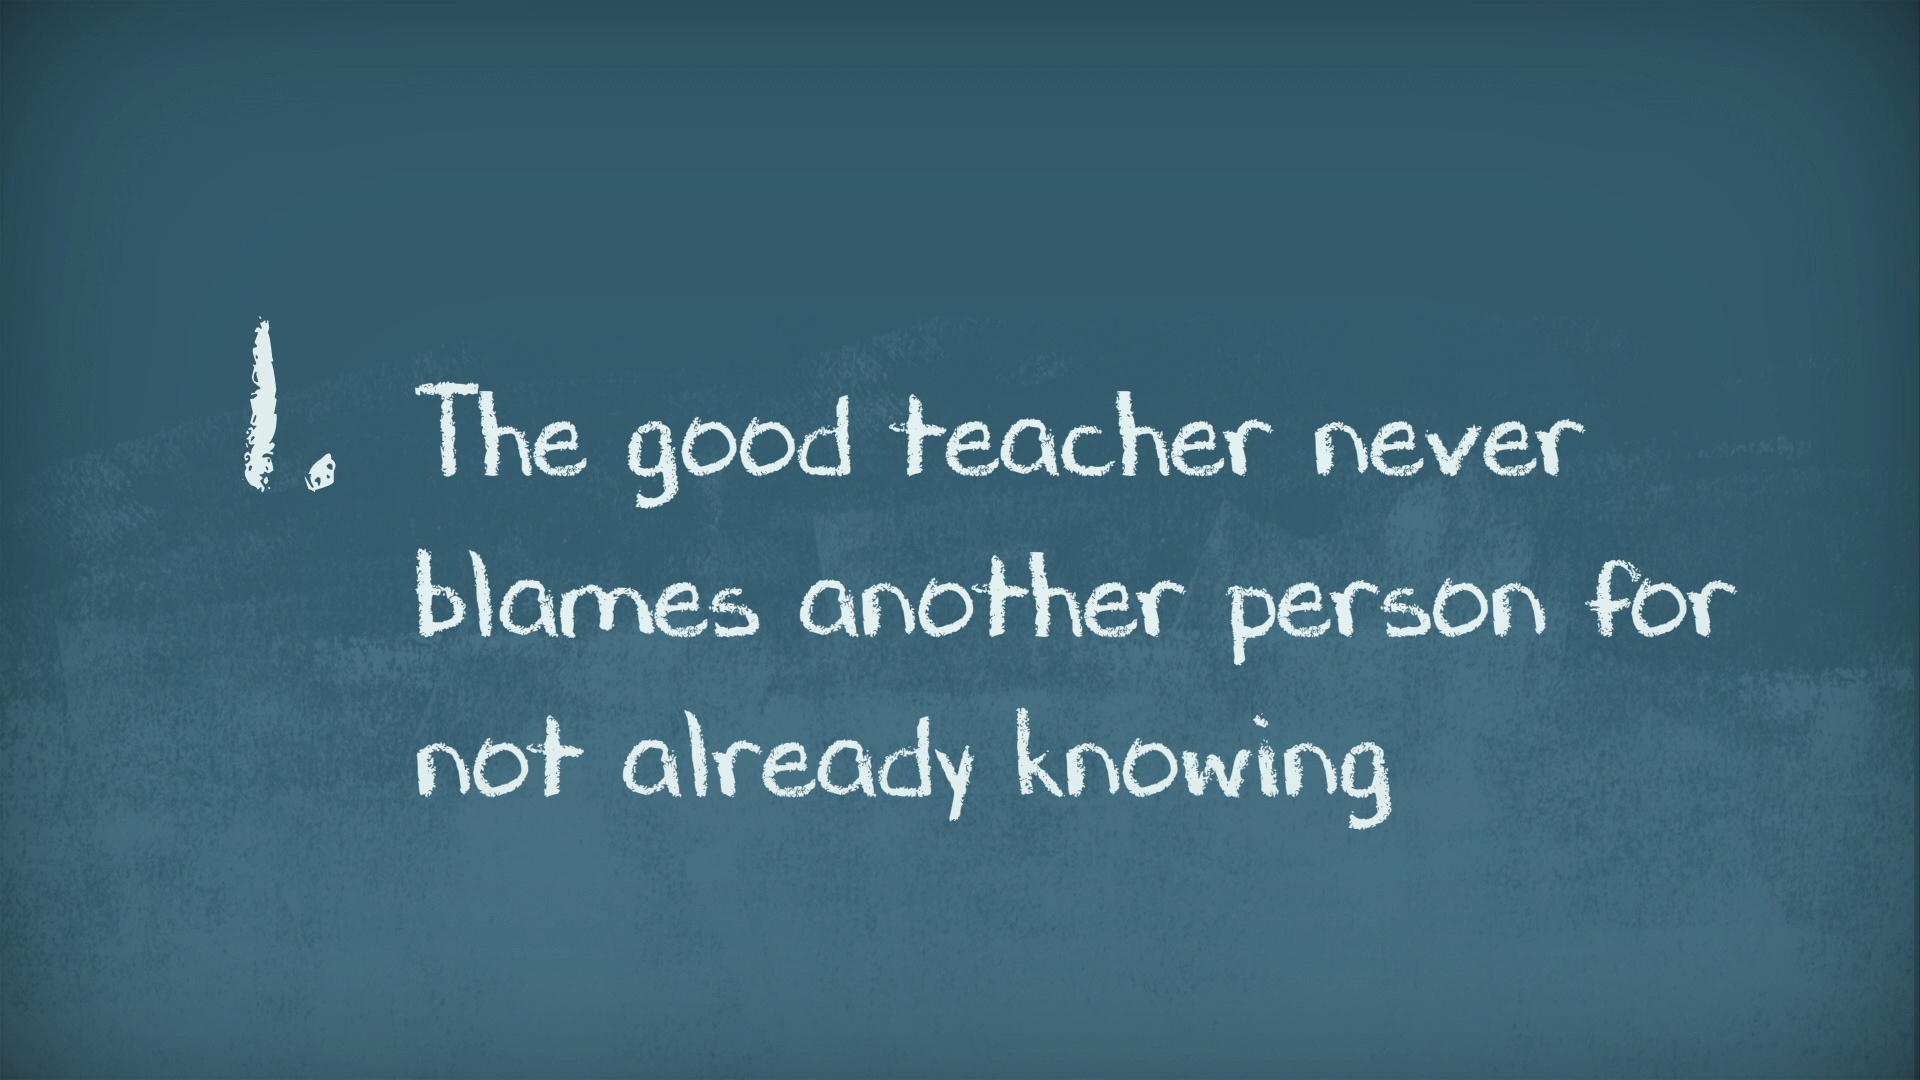 1. The good teacher never
blames another person for
not already knowing